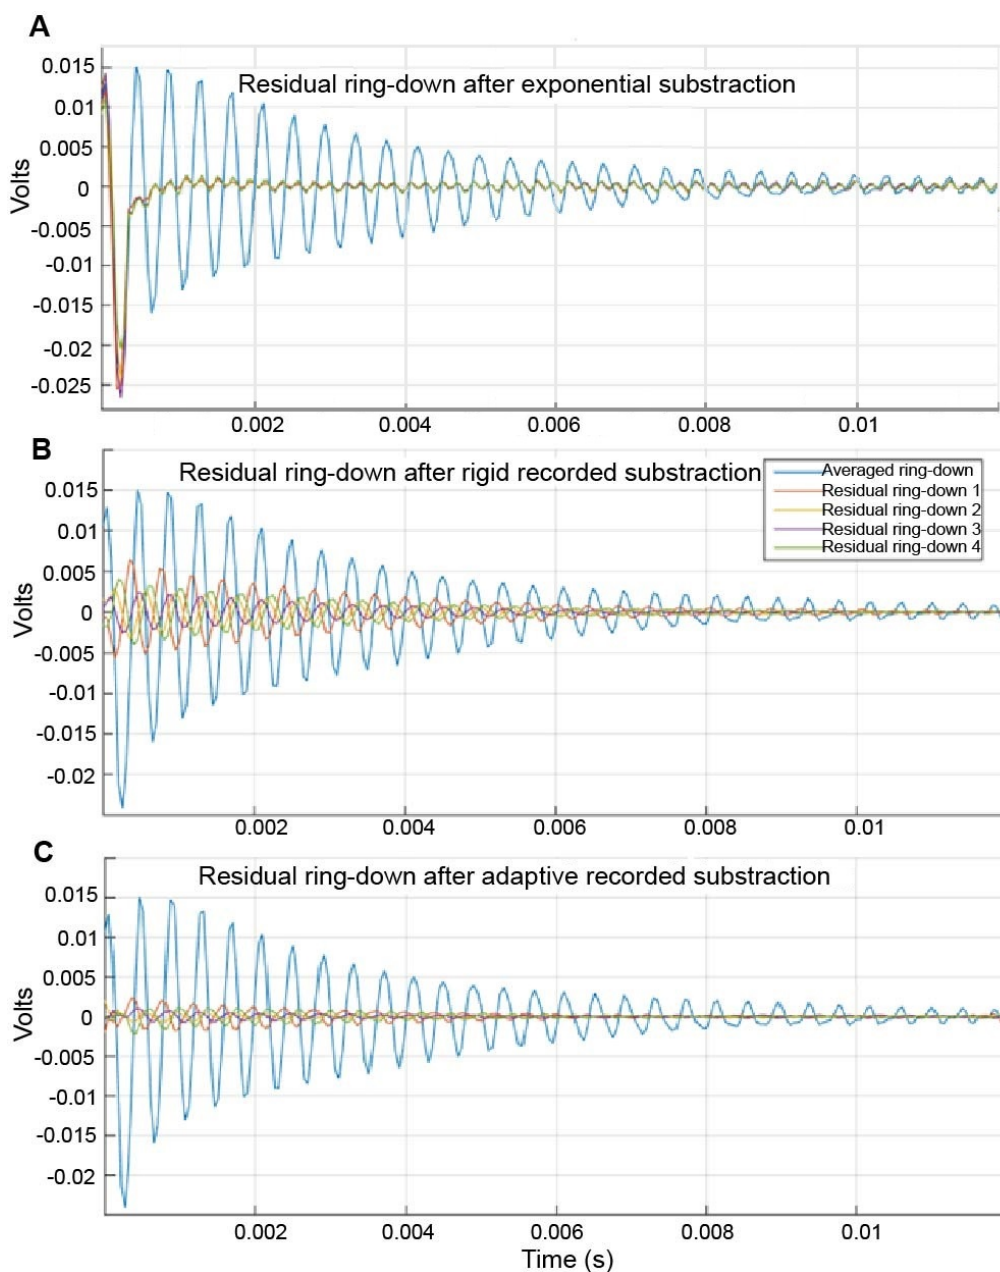 A
Residual ring-down after exponential substraction
0.015
0.01
0.005
0
-0.005
-0.01
-0.015
-0.02
-0.025
Volts
0.002 0.004 0.006 0.008 0.01
B
Residual ring-down after rigid recorded substraction
Averaged ring-down
Residual ring-down 1
Residual ring-down 2
Residual ring-down 3
Residual ring-down 4
0.015
0.01
0.005
0
-0.005
-0.01
-0.015
-0.02
Volts
0.002 0.004 0.006 0.008 0.01
C
Residual ring-down after adaptive recorded substraction
0.015
0.01
0.005
0
-0.005
-0.01
-0.015
-0.02
Volts
0.002 0.004 0.006 0.008 0.01
Time (s)